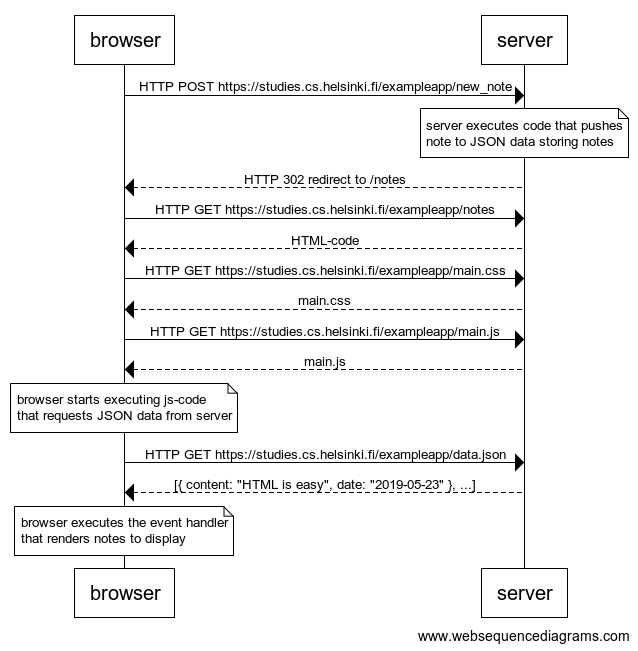 browser
server
HTTP POST https://studies.cs.helsinki.fi/exampleapp/new_note
server executes code that pushes
note to JSON data storing notes
HTTP 302 redirect to /notes
HTTP GET https://studies.cs.helsinki.fi/exampleapp/notes
HTML-code
HTTP GET https://studies.cs.helsinki.fi/exampleapp/main.css
main.css
HTTP GET https://studies.cs.helsinki.fi/exampleapp/main.js
main.js
browser starts executing js-code
that requests JSON data from server
HTTP GET https://studies.cs.helsinki.fi/exampleapp/data.json
[{ content: "HTML is easy", date: "2019-05-23" }, ...]
browser executes the event handler
that renders notes to display
browser
server
www.websequencediagrams.com